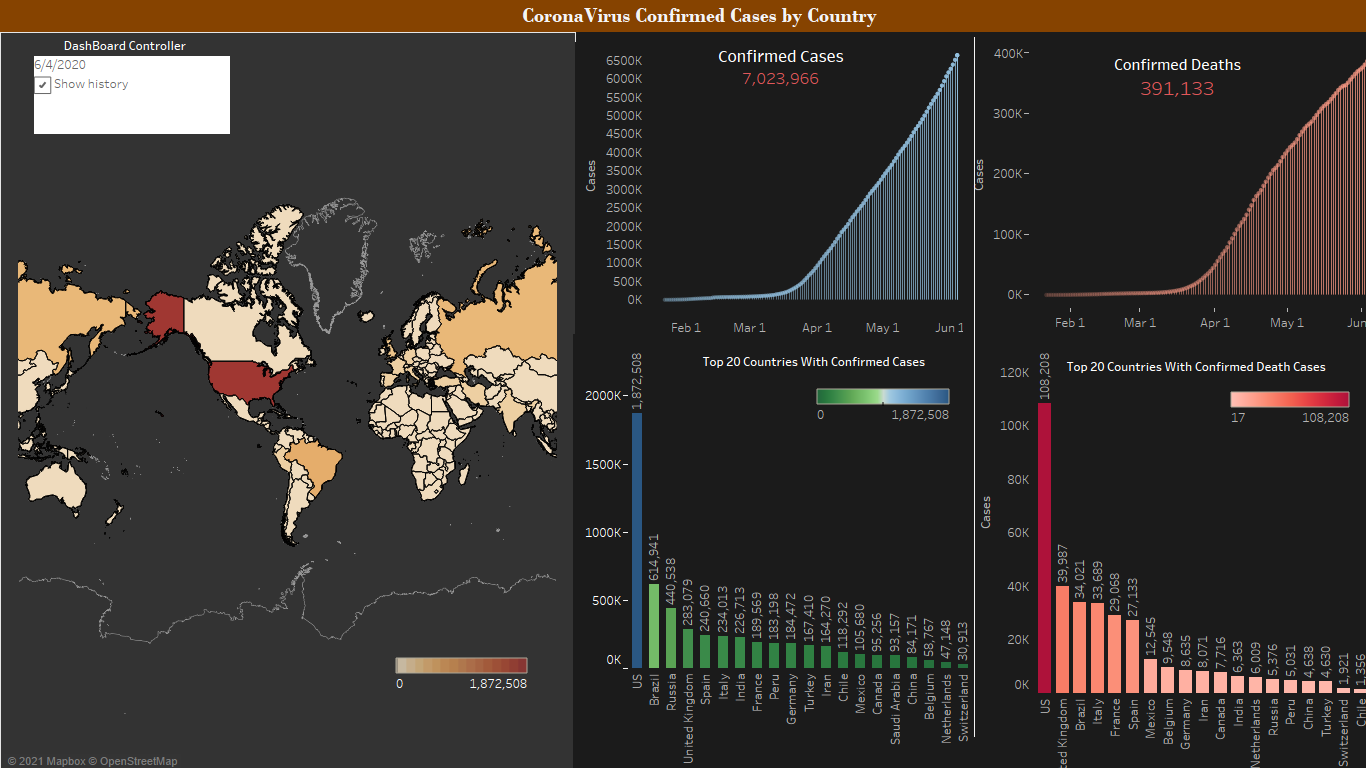 CoronaVirus Confirmed Cases by Country
DashBoard Controller
6/4/2020
Show history
0
1,872,508
© 2021 Mapbox © OpenStreetMap
Confirmed Cases
7,023,966
Cases
6500K
6000K
5500K
5000K
4500K
4000K
3500K
3000K
2500K
2000K
1500K
1000K
500K
0K
Feb 1
Mar 1
Apr 1
May 1
Jun 1
Confirmed Deaths
391,133
Cases
400K
300K
200K
100K
0K
Feb 1
Mar 1
Apr 1
May 1
Jun
Top 20 Countries With Confirmed Cases
0
1,872,508
2000K
1500K
1000K
500K
0K
1,872,508
614,941
440,538
283,079
240,660
234,013
226,713
189,569
183,198
184,472
167,410
164,270
118,292
105,680
95,256
93,157
84,171
58,767
47,148
30,913
US
Brazil
Russia
United Kingdom
Spain
Italy
India
France
Peru
Germany
Turkey
Iran
Chile
Mexico
Canada
Saudi Arabia
China
Belgium
Netherlands
Switzerland
Top 20 Countries With Confirmed Death Cases
17
108,208
Cases
120K
100K
80K
60K
40K
20K
0K
108,208
39,987
34,021
33,689
29,068
27,133
12,545
9,548
8,635
8,071
7,716
6,363
6,009
5,376
5,031
4,638
4,630
1,921
1,356
US
ted Kingdom
Brazil
Italy
France
Spain
Mexico
Belgium
Germany
Iran
Canada
India
Netherlands
Russia
Peru
China
Turkey
Switzerland
Chile